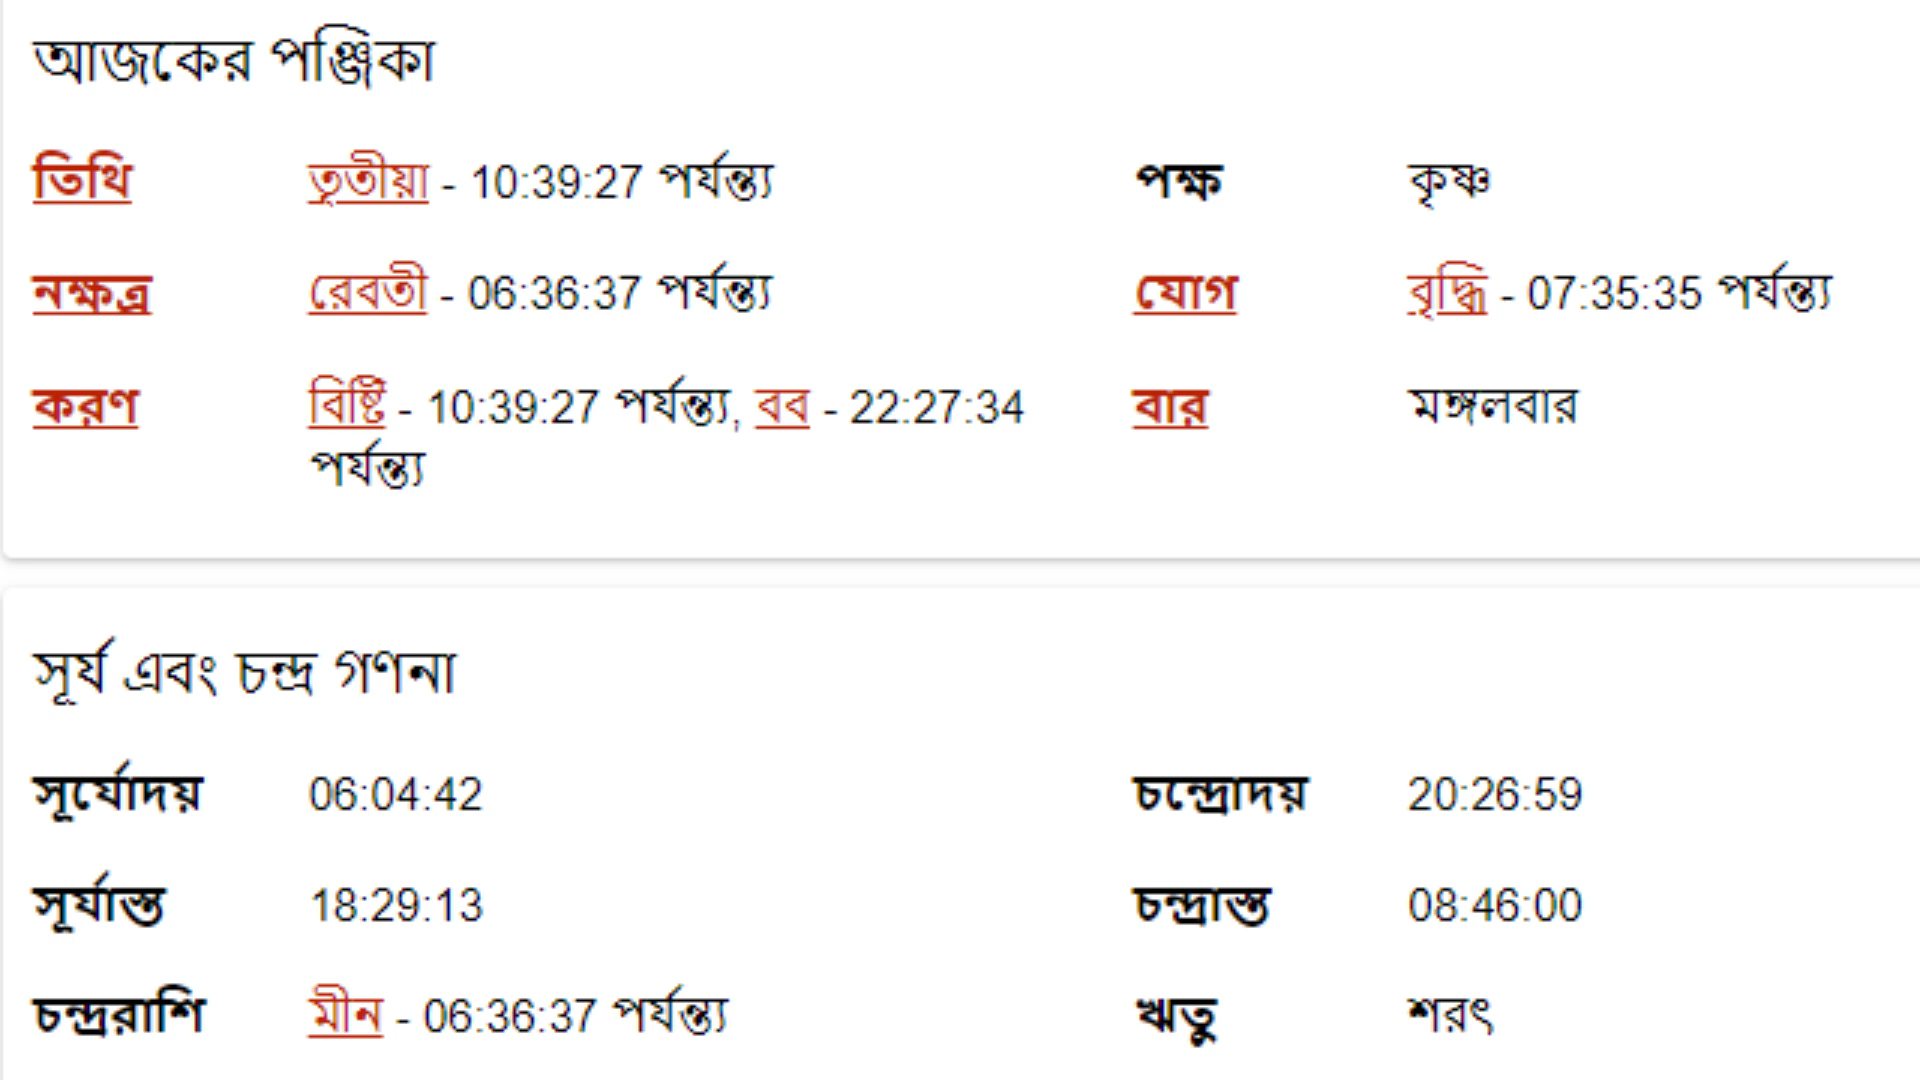 আজকের পঞ্জিকা
তিথি তৃতীয়া - 10:39:27 পর্যন্ত্য পক্ষ কৃষ্ণ
নক্ষত্র রেবতী - 06:36:37 পর্যন্ত্য যোগ বৃদ্ধি - 07:35:35 পর্যন্ত্য
করণ বিষ্টি - 10:39:27 পর্যন্ত্য, বব - 22:27:34 বার মঙ্গলবার
পর্যন্ত্য
সূর্য এবং চন্দ্র গণনা
সূর্যোদয় 06:04:42 চন্দ্রোদয় 20:26:59
সূর্যাস্ত 18:29:13 চন্দ্রাস্ত 08:46:00
চন্দ্ররাশি মীন - 06:36:37 পর্যন্ত্য ঋতু শরৎ